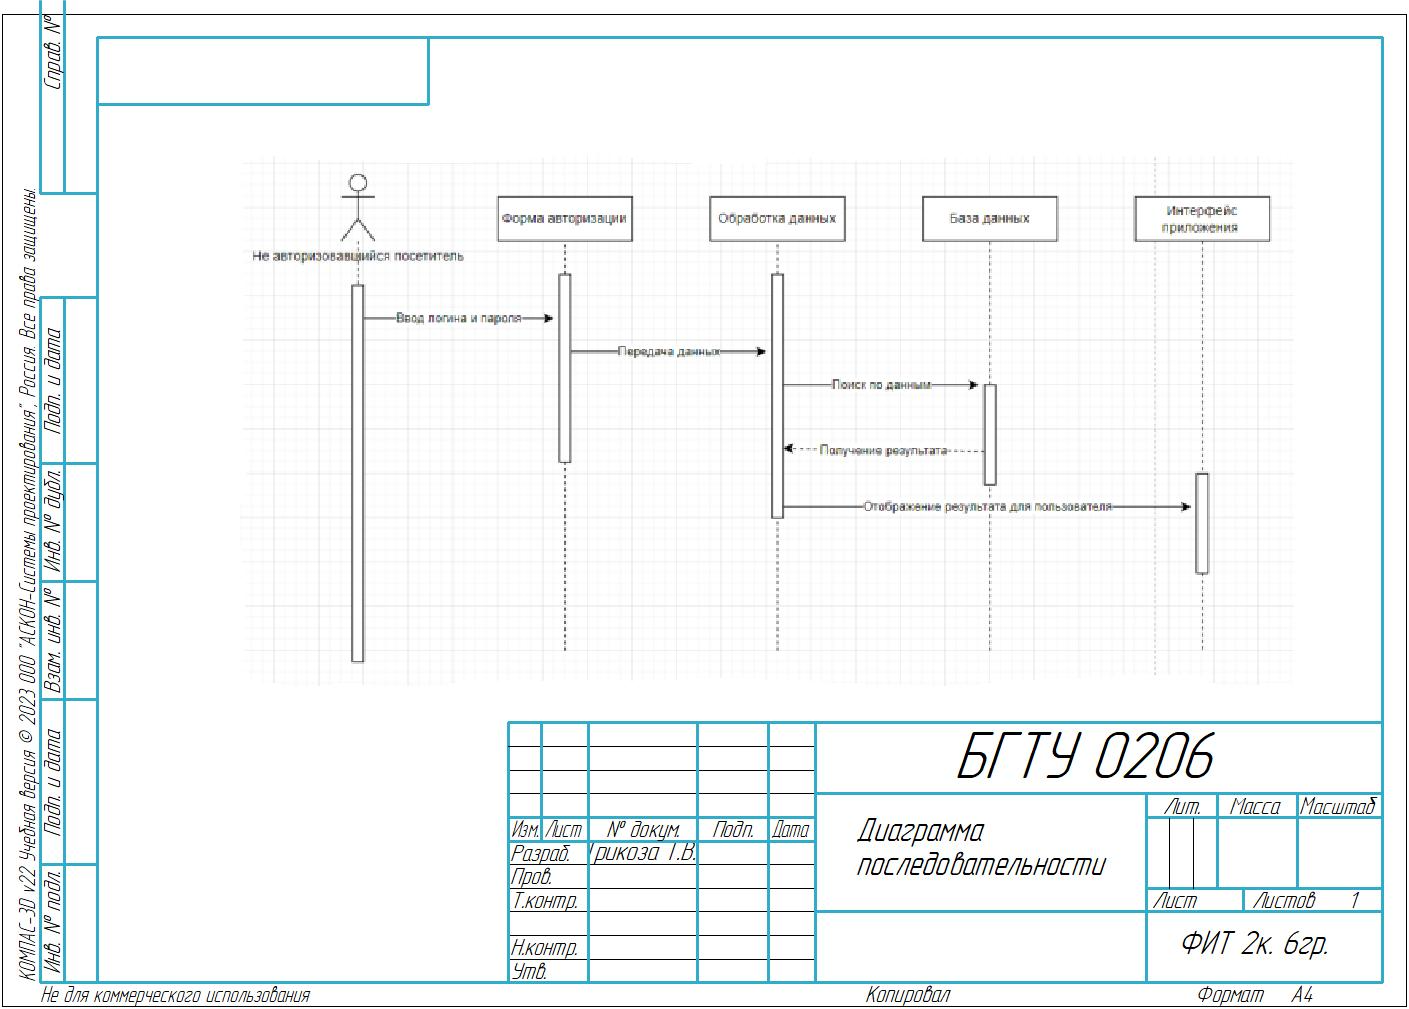 Справ. №
Подп. и дата
Инв. № дубл.
Взам. инв. №
Подп. и дата
Инв. № подл.
КОМПАС-3D v22 Учебная версия © 2023 ООО "АСКОН-Системы проектирования", Россия. Все права защищены.
Не авторизовавшийся посетитель
Форма авторизации
Обработка данных
База данных
Интерфейс
приложения
Ввод логина и пароля
Передача данных
Поиск по данным
Получение результата
Отображение результата для пользователя
БГТУ 0206
Изм. Лист № докум. Подп. Дата
Разраб. Грикоза Т.В.
Пров.
Т.контр.
Н.контр.
Утв.
Диаграмма
последовательности
Лит. Масса Масштаб
Лист Листов 1
ФИТ 2к. 6гр.
Не для коммерческого использования
Копировал
Формат А4